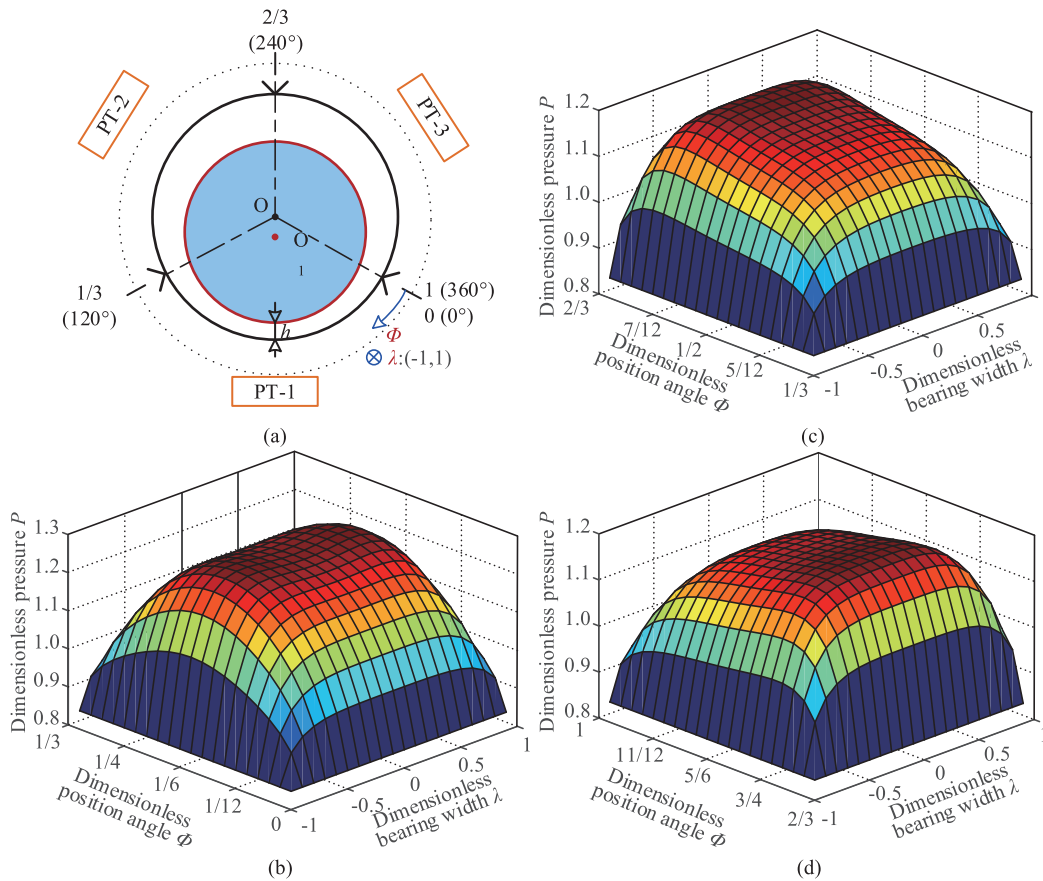 2/3
(240°)
PT-2
PT-3
O
O
1
1/3
(120°)
1 (360°)
0 (0°)
h
Φ
λ:(-1,1)
PT-1
(a)
Dimensionless pressure P
1.2
1.1
1.0
0.9
0.8
2/3
7/12
1/2
5/12
1/3
Dimensionless
position angle Φ
-1
-0.5
0
0.5
Dimensionless
bearing width λ
(c)
Dimensionless pressure P
1.3
1.2
1.1
1.0
0.9
0.8
1/3
1/4
1/6
1/12
0
Dimensionless
position angle Φ
-1
-0.5
0
0.5
1
Dimensionless
bearing width λ
(b)
Dimensionless pressure P
1.2
1.1
1.0
0.9
0.8
1
11/12
5/6
3/4
2/3
Dimensionless
position angle Φ
-1
-0.5
0
0.5
Dimensionless
bearing width λ
(d)